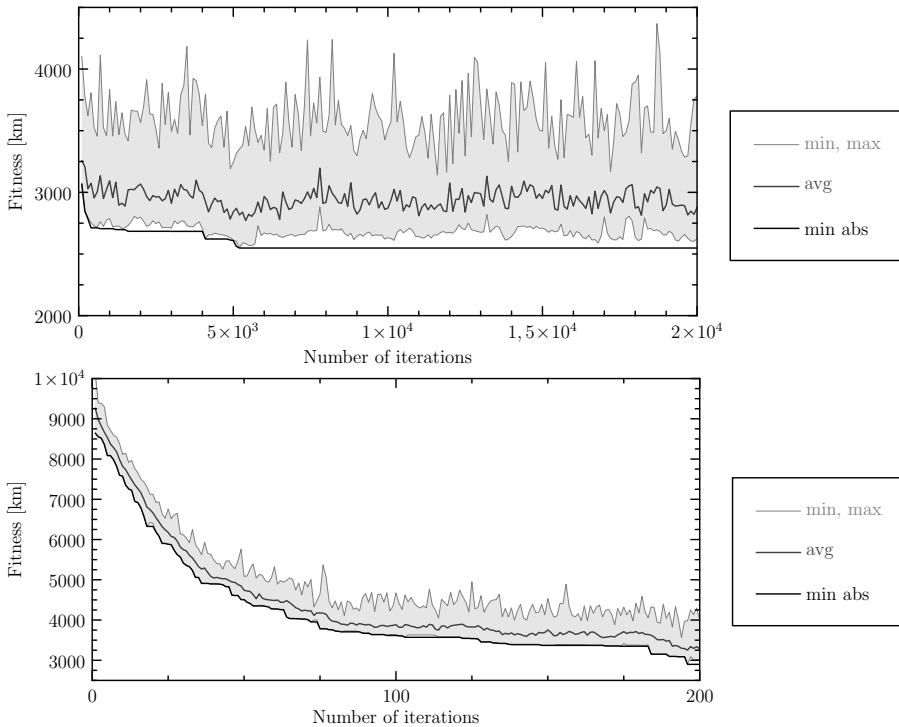 4000
3000
2000
Fitness [km]
0
5×10³
1×10⁴
1,5×10⁴
2×10⁴
Number of iterations
min, max
avg
min abs
1×10⁴
9000
8000
7000
6000
5000
4000
3000
Fitness [km]
0
100
200
Number of iterations
min, max
avg
min abs